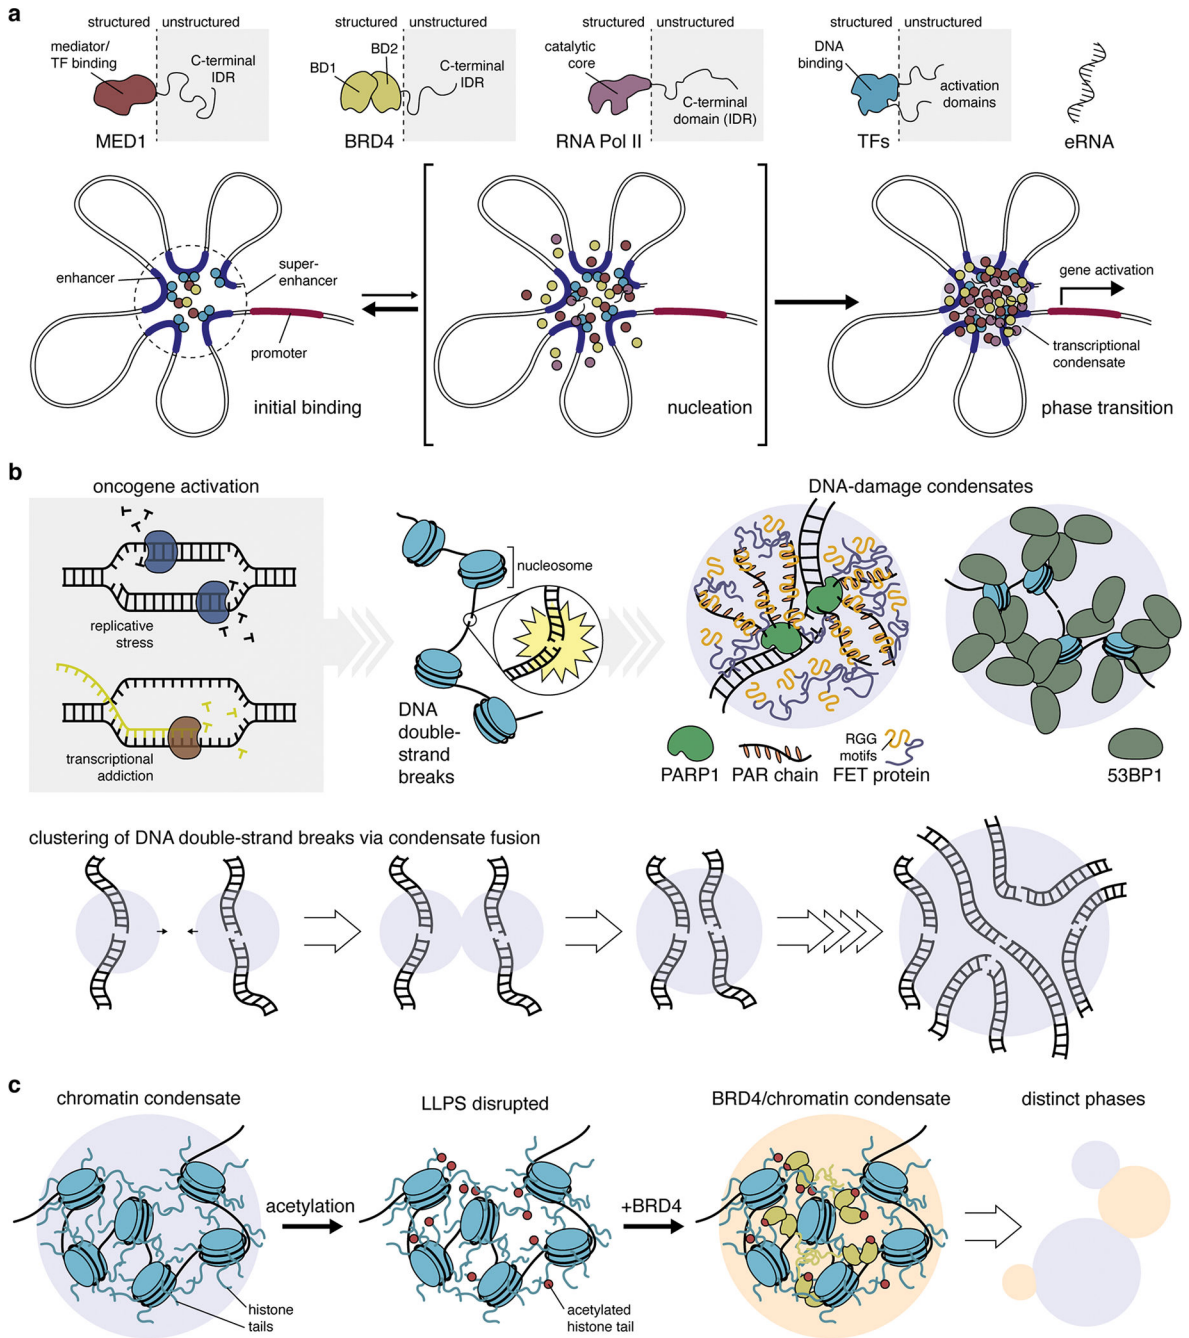 a
structured unstructured
mediator/
TF binding
C-terminal
IDR
MED1
structured unstructured
BD1
BD2
C-terminal
IDR
BRD4
structured unstructured
catalytic
core
C-terminal
domain (IDR)
RNA Pol II
structured unstructured
DNA
binding
activation
domains
TFs
eRNA
enhancer
super-
enhancer
promoter
initial binding
nucleation
gene activation
transcriptional
condensate
phase transition
b
oncogene activation
replicative
stress
transcriptional
addiction
nucleosome
DNA
double-
strand
breaks
DNA-damage condensates
PARP1
PAR chain
RGG
motifs
FET protein
53BP1
clustering of DNA double-strand breaks via condensate fusion
c
chromatin condensate
histone
tails
acetylation
LLPS disrupted
acetylated
histone tail
+BRD4
BRD4/chromatin condensate
distinct phases